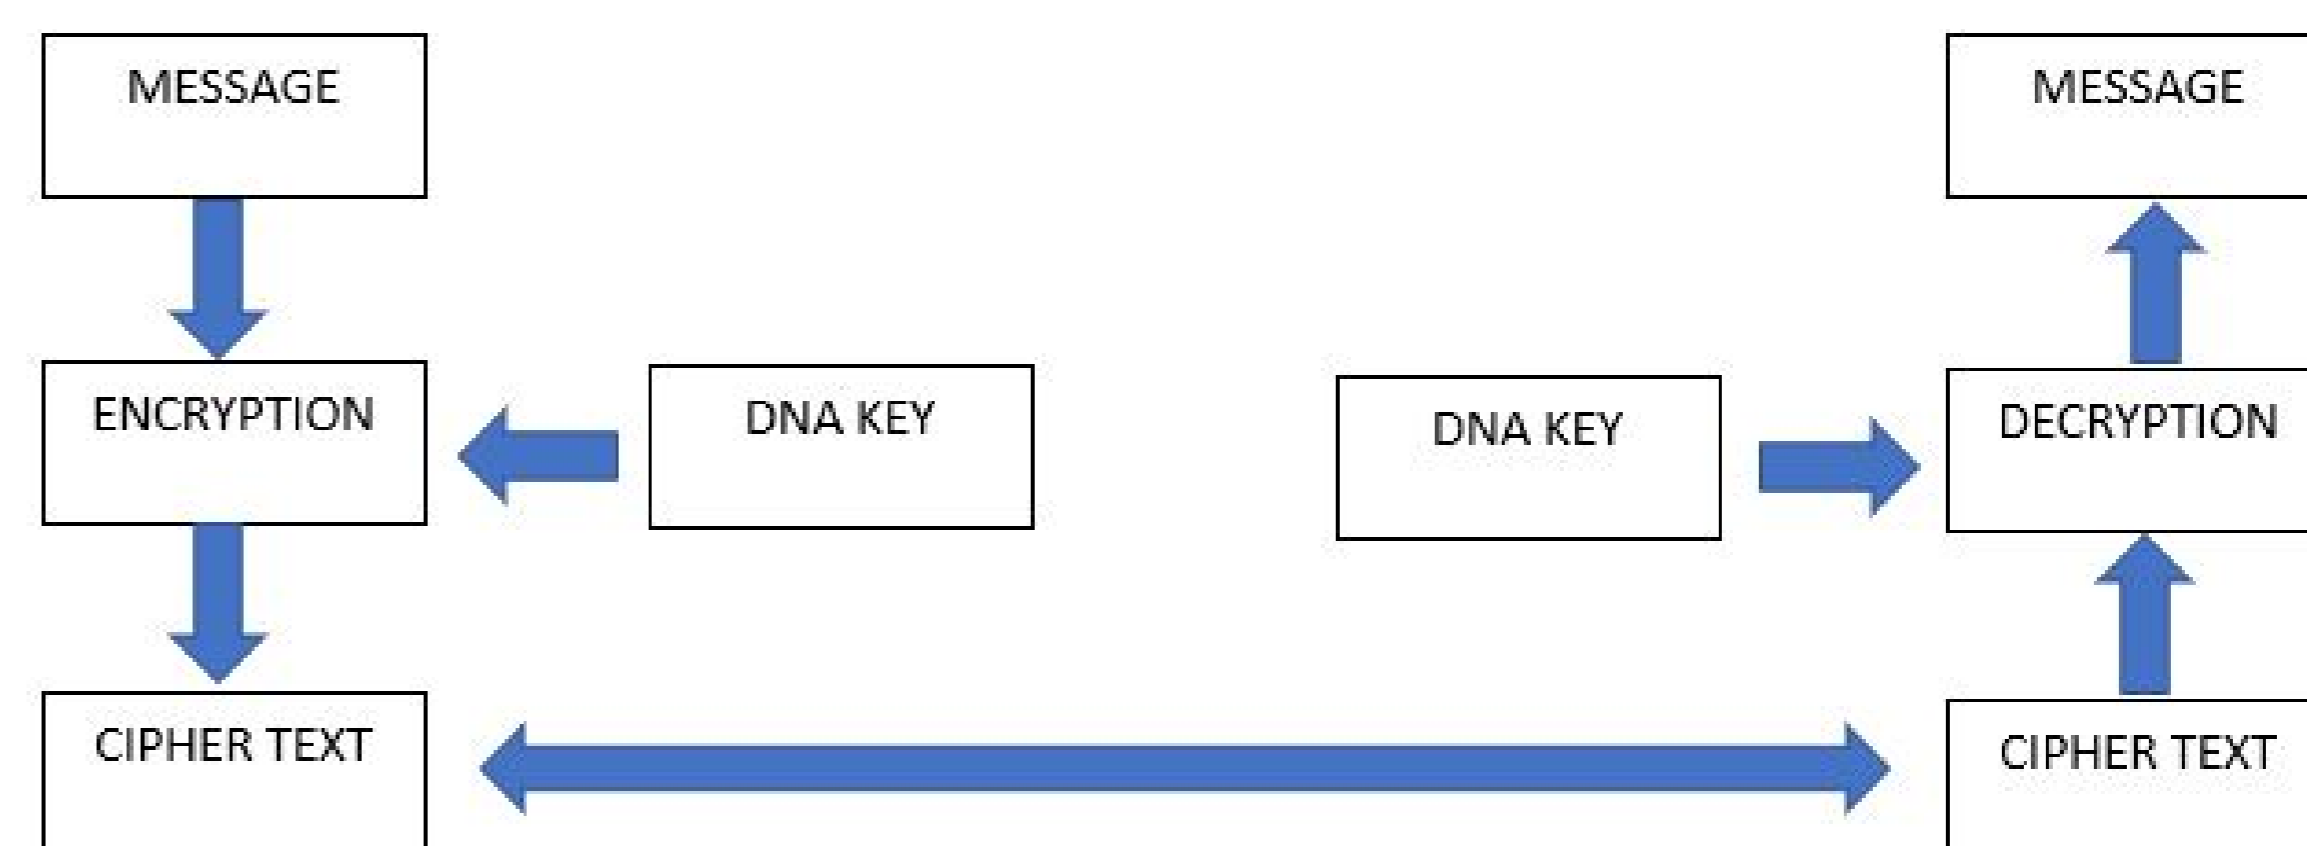 MESSAGE
MESSAGE
ENCRYPTION
DNA KEY
DNA KEY
DECRYPTION
CIPHER TEXT
CIPHER TEXT